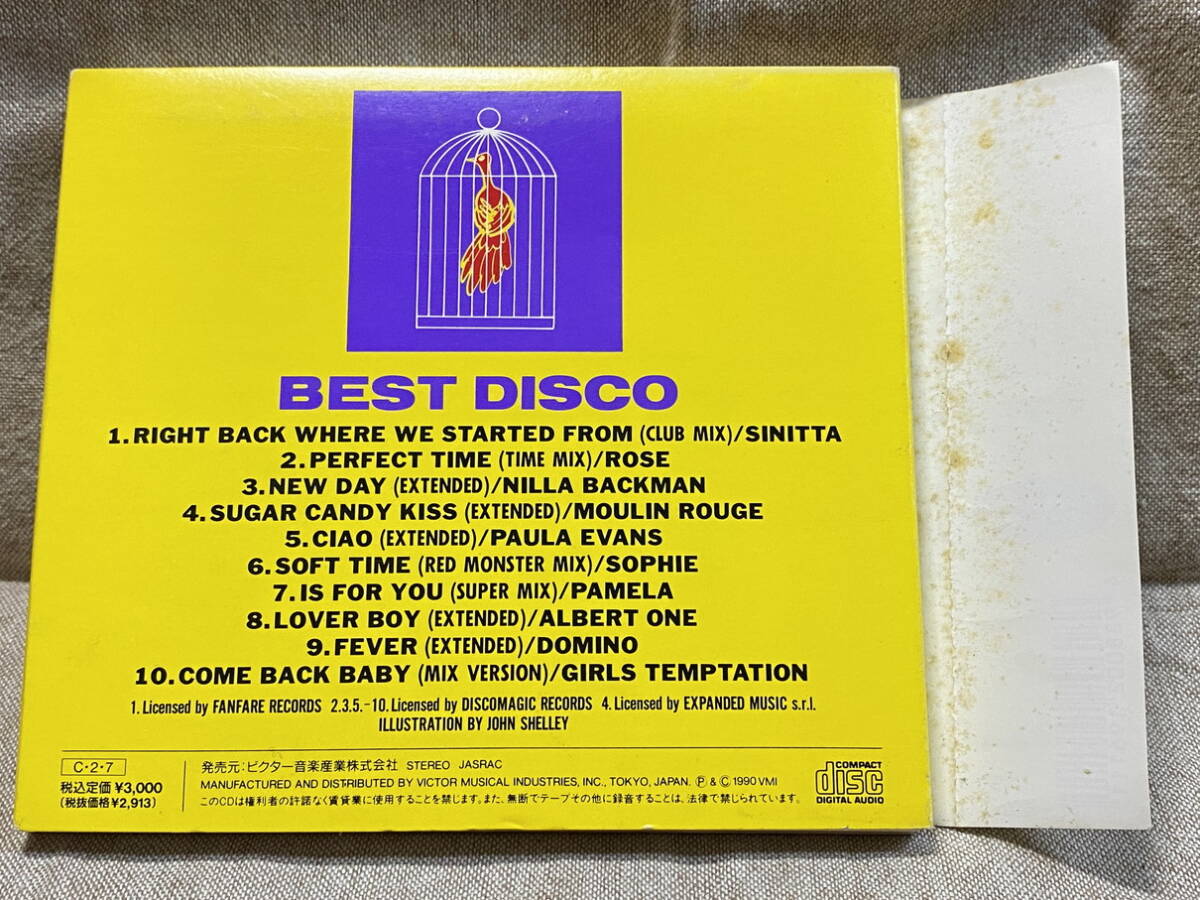 BEST DISCO
1.RIGHT BACK WHERE WE STARTED FROM (CLUB MIX)/SINITTA
2.PERFECT TIME (TIME MIX)/ROSE
3.NEW DAY (EXTENDED)/NILLA BACKMAN
4.SUGAR CANDY KISS (EXTENDED)/MOULIN ROUGE
5.CIAO (EXTENDED)/PAULA EVANS
6.SOFT TIME (RED MONSTER MIX)/SOPHIE
7.IS FOR YOU (SUPER MIX)/PAMELA
8.LOVER BOY (EXTENDED)/ALBERT ONE
9.FEVER (EXTENDED)/DOMINO
10.COME BACK BABY (MIX VERSION)/GIRLS TEMPTATION
1.Licensed by FANFARE RECORDS 2.3.5.-10.Licensed by DISCOMAGIC RECORDS 4.Licensed by EXPANDED MUSIC s.r.l.
ILLUSTRATION BY JOHN SHELLEY
C・2・7
税込定価¥3,000
(税抜価格¥2,913)
発売元:ビクター音楽産業株式会社 STEREO JASRAC
MANUFACTURED AND DISTRIBUTED BY VICTOR MUSICAL INDUSTRIES, INC., TOKYO, JAPAN. Ⓟ & Ⓒ 1990 VMI
このCDは権利者の許諾なく賃貸業に使用することを禁じます。また、無断でテープその他に録音することは、法律で禁じられています。
COMPACT
disc
DIGITAL AUDIO